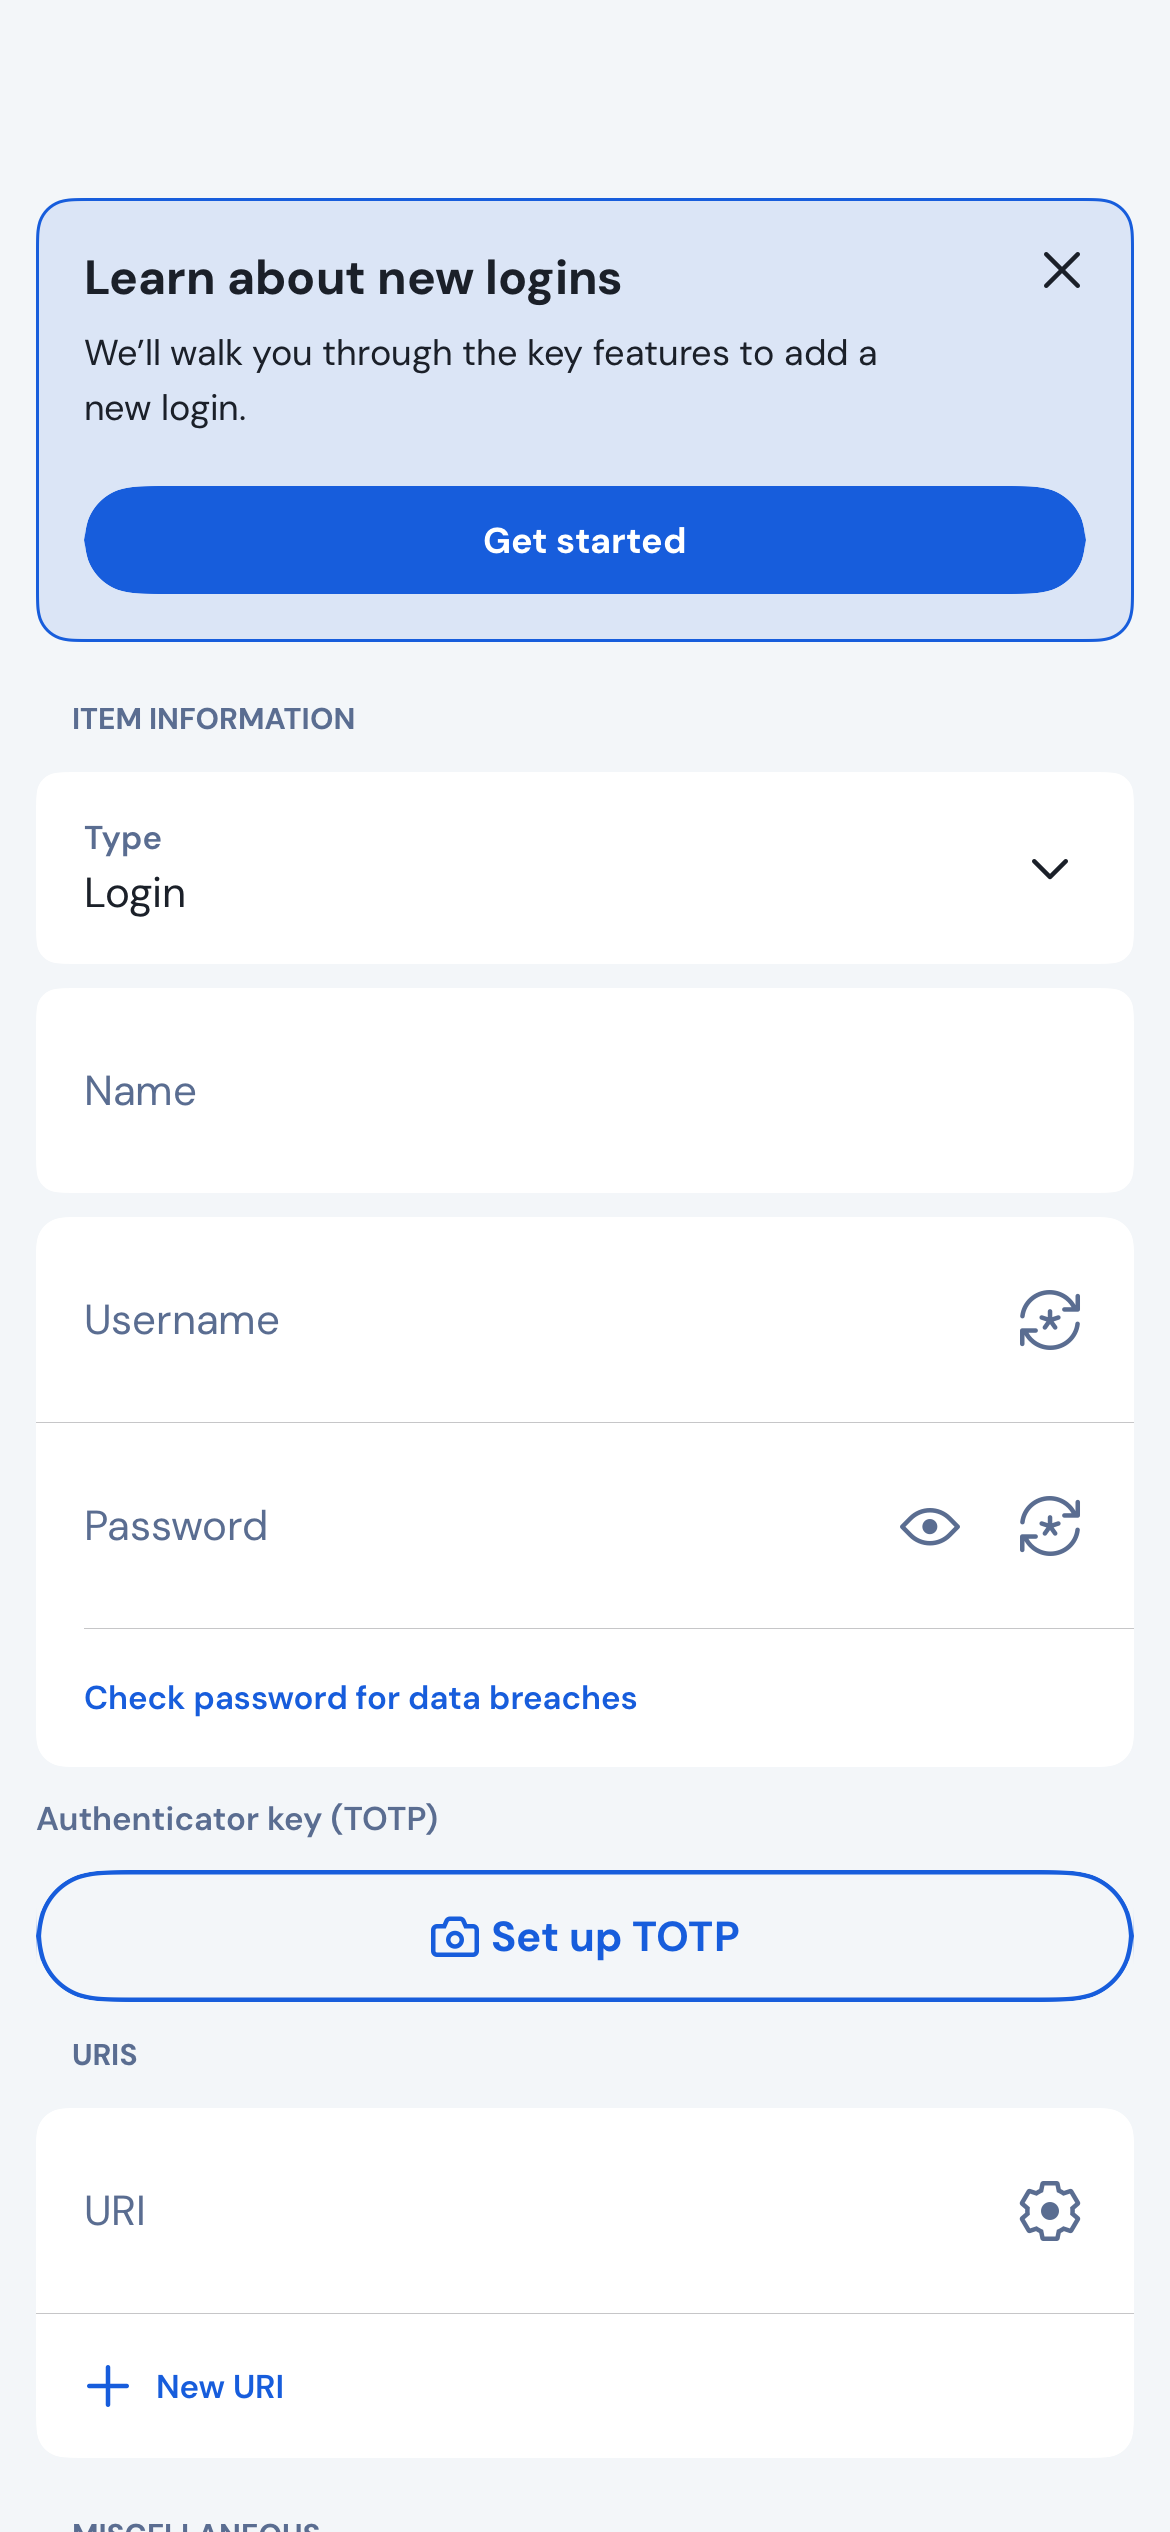 Learn about new logins
We’ll walk you through the key features to add a
new login.
Get started
ITEM INFORMATION
Type
Login
Name
Username
Password
Check password for data breaches
Authenticator key (TOTP)
Set up TOTP
URIS
URI
New URI
MISCELLANEOUS